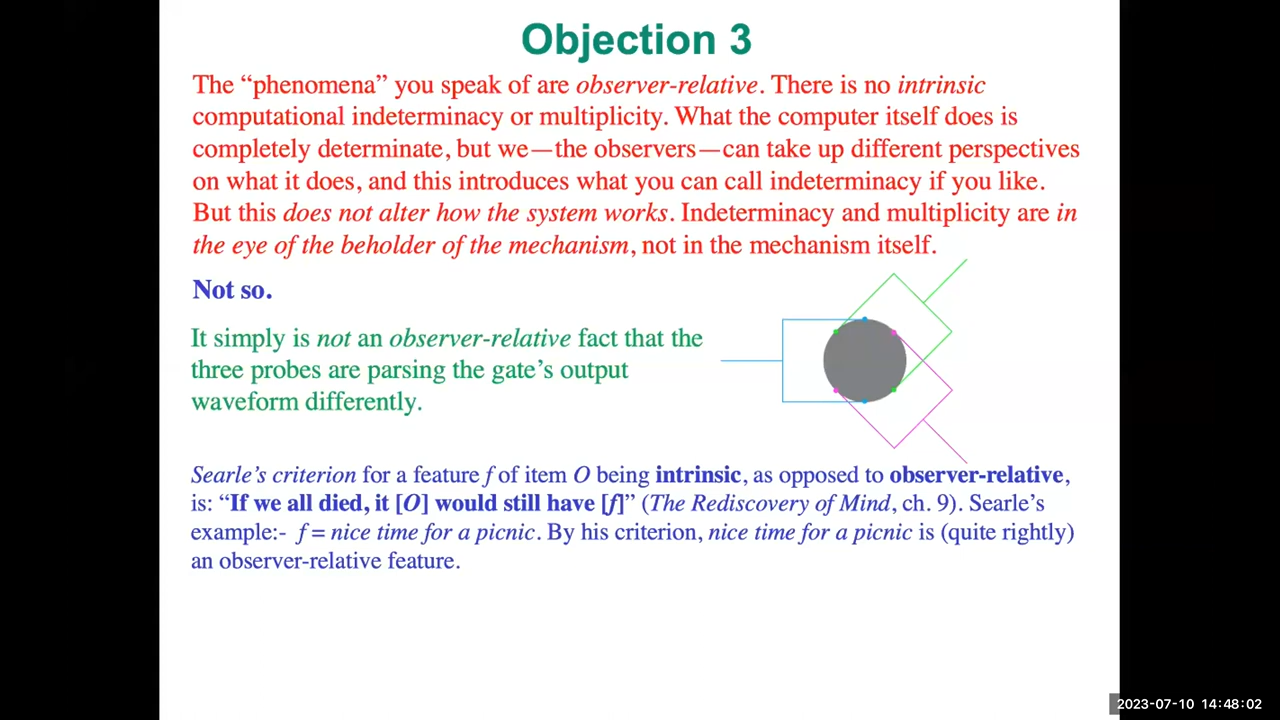 Objection 3
The “phenomena” you speak of are observer-relative. There is no intrinsic
computational indeterminacy or multiplicity. What the computer itself does is
completely determinate, but we—the observers—can take up different perspectives
on what it does, and this introduces what you can call indeterminacy if you like.
But this does not alter how the system works. Indeterminacy and multiplicity are in
the eye of the beholder of the mechanism, not in the mechanism itself.
Not so.
It simply is not an observer-relative fact that the
three probes are parsing the gate’s output
waveform differently.
Searle’s criterion for a feature f of item O being intrinsic, as opposed to observer-relative,
is: “If we all died, it [O] would still have [f]” (The Rediscovery of Mind, ch. 9). Searle’s
example:- f = nice time for a picnic. By his criterion, nice time for a picnic is (quite rightly)
an observer-relative feature.
2023-07-10 14:48:02